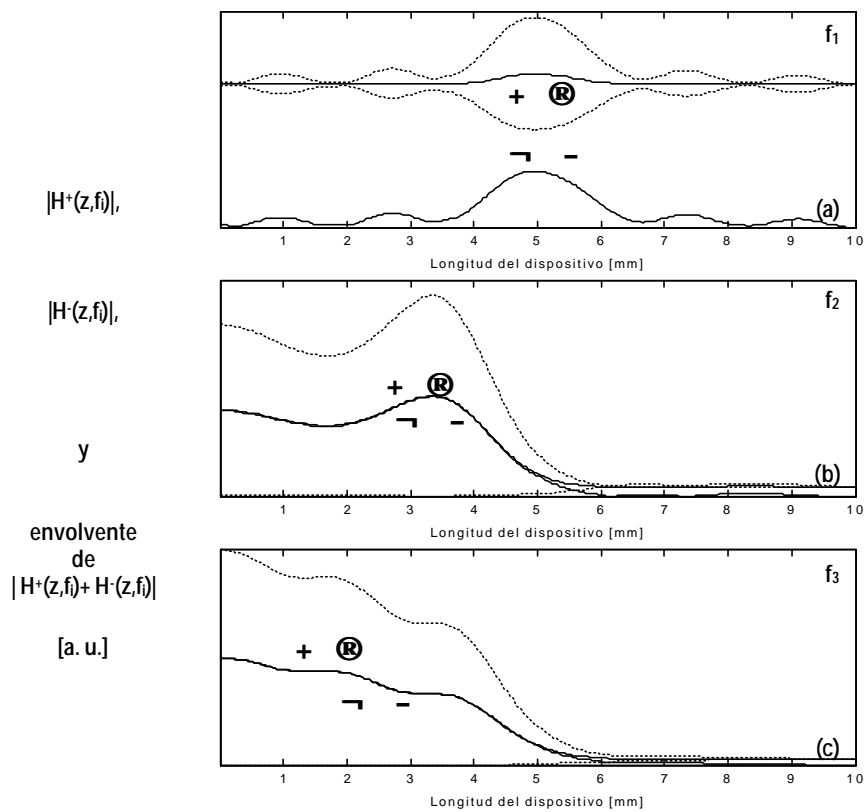 f1
+ ®
¬ -
(a)
1 2 3 4 5 6 7 8 9 10
Longitud del dispositivo [mm]
|H+(z,fi)|,
f2
|H-(z,fi)|,
+ ®
¬ -
(b)
y
1 2 3 4 5 6 7 8 9 10
Longitud del dispositivo [mm]
envolvente
de
| H+(z,fi)+ H-(z,fi)|
[a. u.]
f3
+ ®
¬ -
(c)
1 2 3 4 5 6 7 8 9 10
Longitud del dispositivo [mm]